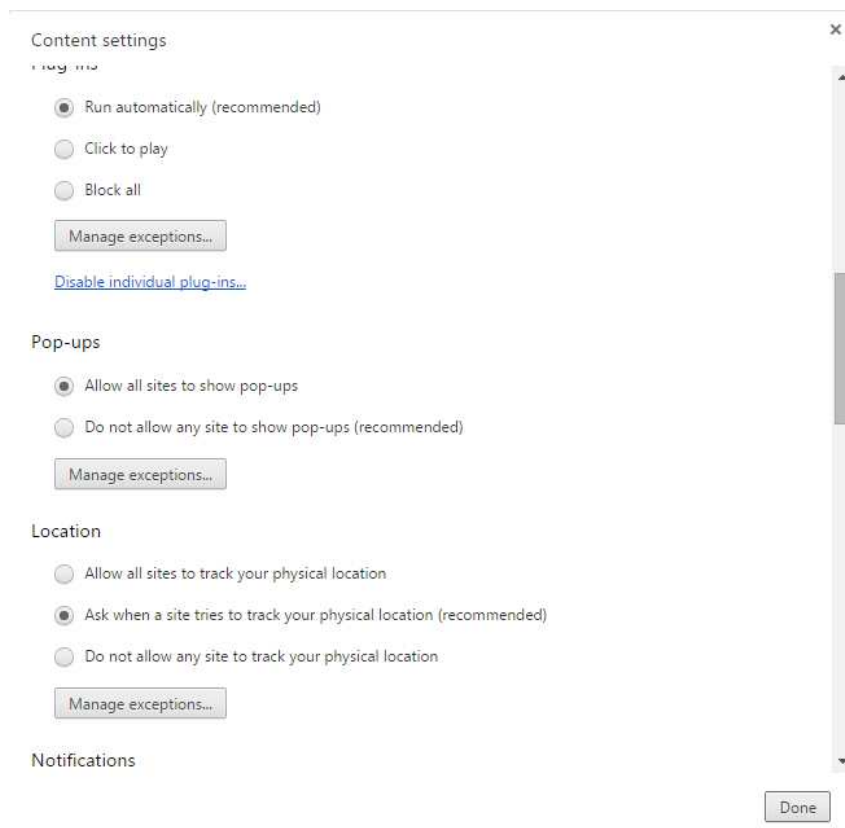 Content settings
Plug-ins
Run automatically (recommended)
Click to play
Block all
Manage exceptions...
Disable individual plug-ins...
Pop-ups
Allow all sites to show pop-ups
Do not allow any site to show pop-ups (recommended)
Manage exceptions...
Location
Allow all sites to track your physical location
Ask when a site tries to track your physical location (recommended)
Do not allow any site to track your physical location
Manage exceptions...
Notifications
Done